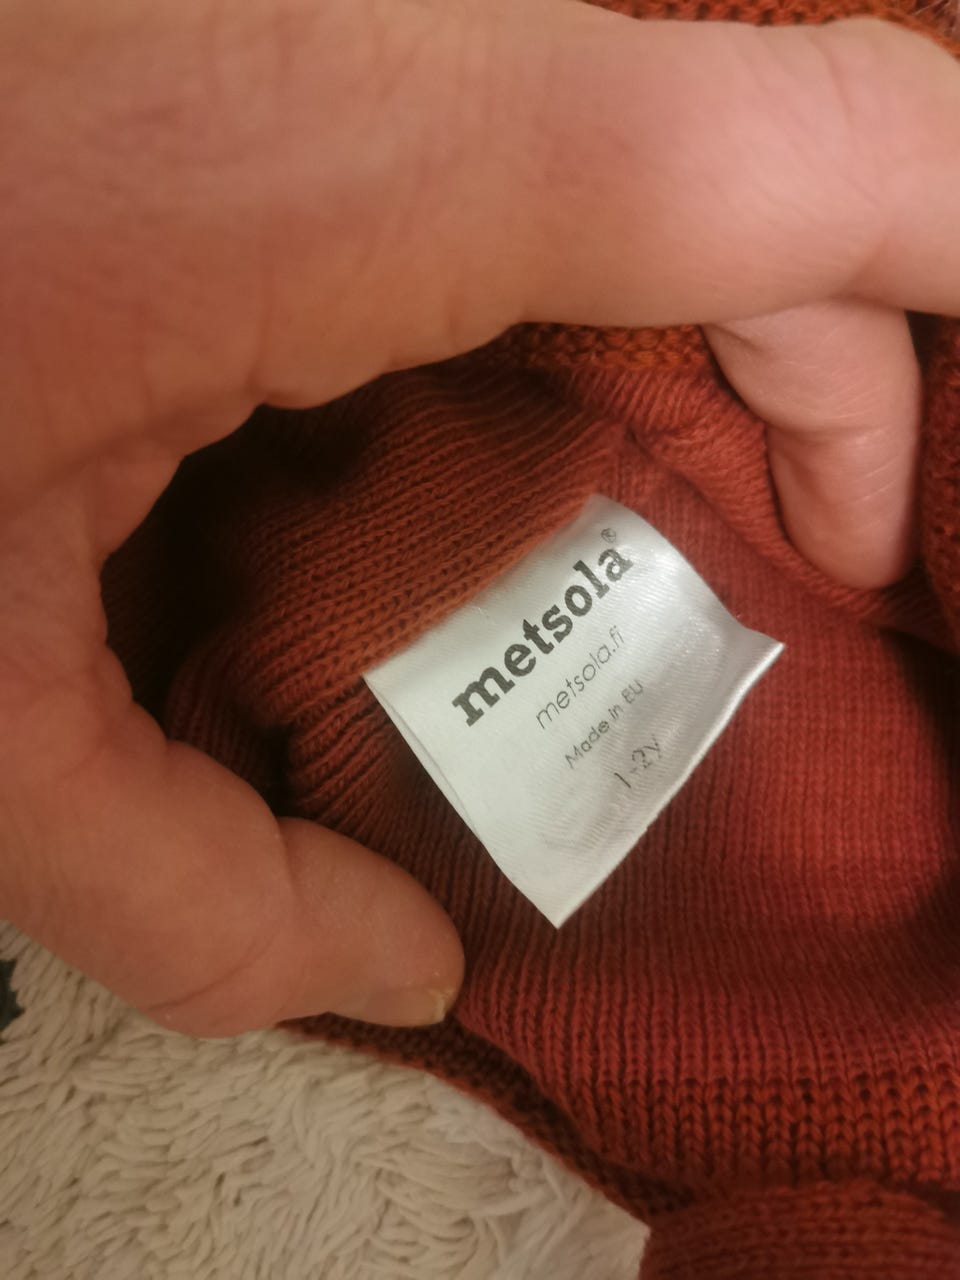 metsola®
metsola.fi
Made in EU
1-2y